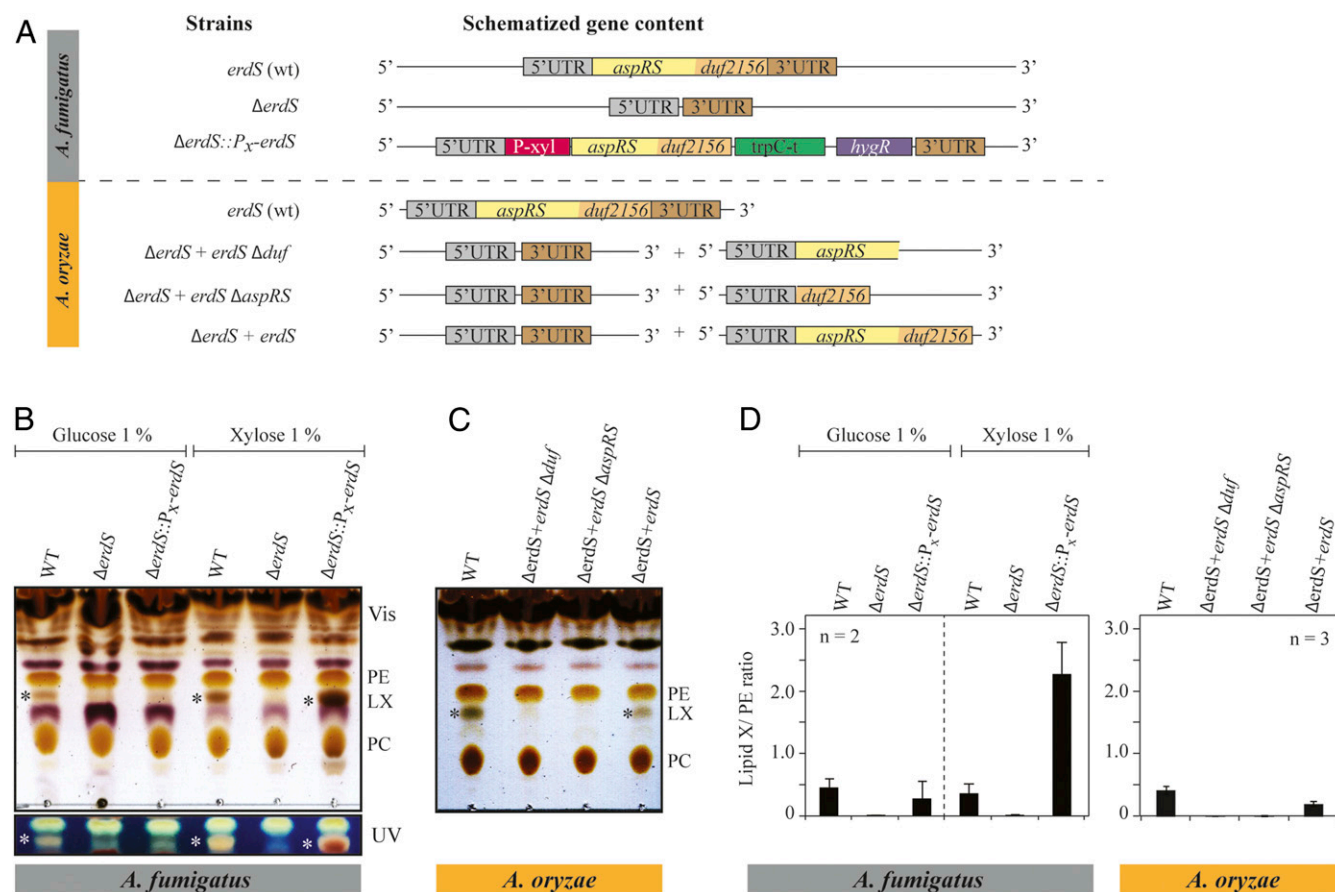 A
Strains Schematized gene content
A. fumigatus
erdS (wt) 5' 5'UTR aspRS duf2156 3'UTR 3'
ΔerdS 5' 5'UTR 3'UTR 3'
ΔerdS::Px-erdS 5' 5'UTR P-xyl aspRS duf2156 trpC-t hygR 3'UTR 3'
A. oryzae
erdS (wt) 5' 5'UTR aspRS duf2156 3'UTR 3'
ΔerdS + erdS Δduf 5' 5'UTR 3'UTR 3' + 5' 5'UTR aspRS 3'
ΔerdS + erdS ΔaspRS 5' 5'UTR 3'UTR 3' + 5' 5'UTR duf2156 3'
ΔerdS + erdS 5' 5'UTR 3'UTR 3' + 5' 5'UTR aspRS duf2156 3'
B
Glucose 1 % Xylose 1 %
WT ΔerdS ΔerdS::Px-erdS WT ΔerdS ΔerdS::Px-erdS
Vis
PE
* * * LX
PC
* * * UV
A. fumigatus
C
WT ΔerdS+erdS Δduf ΔerdS+erdS ΔaspRS ΔerdS+erdS
PE
* * LX
PC
A. oryzae
D
Glucose 1 % Xylose 1 %
WT ΔerdS ΔerdS::Px-erdS WT ΔerdS ΔerdS::Px-erdS
WT ΔerdS+erdS Δduf ΔerdS+erdS ΔaspRS ΔerdS+erdS
Lipid X/ PE ratio
3.0
2.0
1.0
0
n = 2
3.0
2.0
1.0
0
n = 3
A. fumigatus
A. oryzae